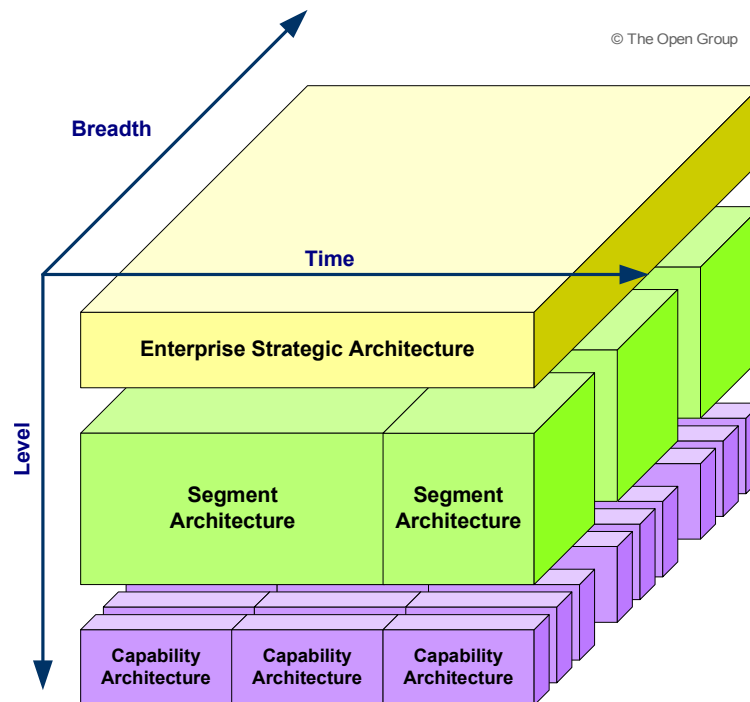 © The Open Group
Breadth
Time
Enterprise Strategic Architecture
Level
Segment
Architecture
Segment
Architecture
Capability
Architecture
Capability
Architecture
Capability
Architecture